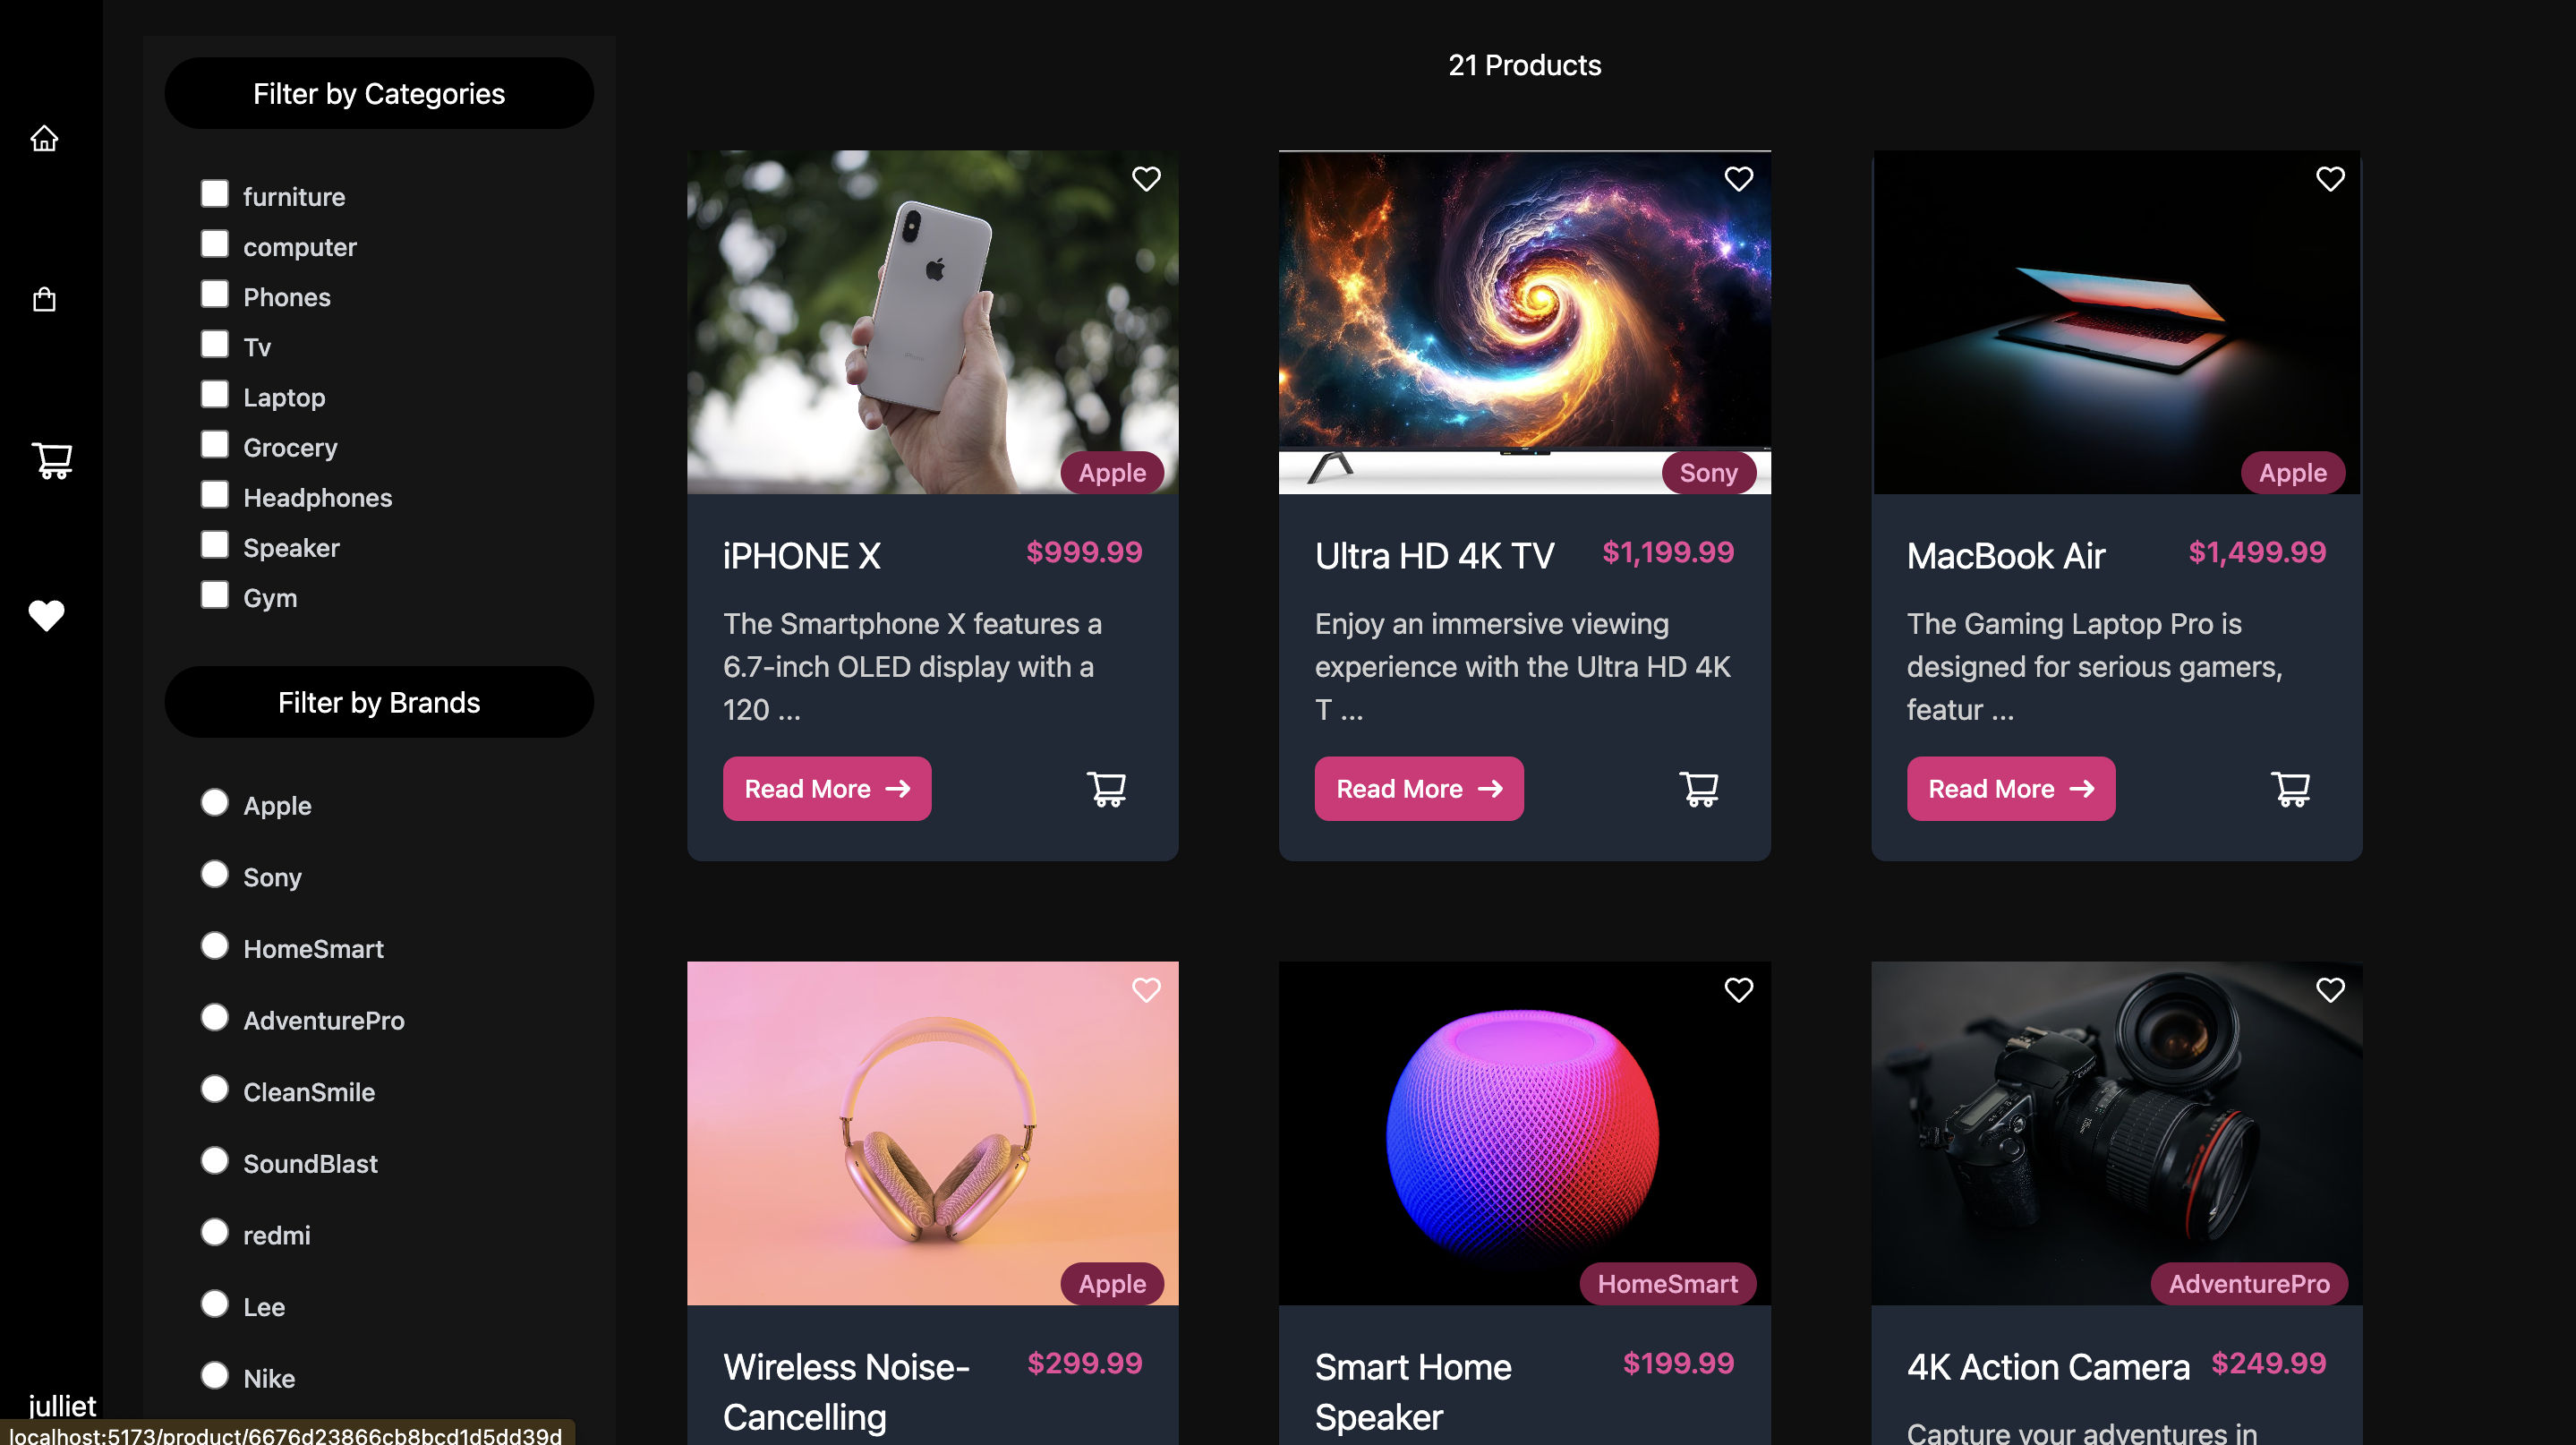 Filter by Categories
furniture
computer
Phones
Tv
Laptop
Grocery
Headphones
Speaker
Gym
Filter by Brands
Apple
Sony
HomeSmart
AdventurePro
CleanSmile
SoundBlast
redmi
Lee
Nike
julliet
localhost:5173/product/6676d23866cb8bcd1d5dd39d
21 Products
Apple
iPHONE X $999.99
The Smartphone X features a
6.7-inch OLED display with a
120 ...
Read More →
Sony
Ultra HD 4K TV $1,199.99
Enjoy an immersive viewing
experience with the Ultra HD 4K
T ...
Read More →
Apple
MacBook Air $1,499.99
The Gaming Laptop Pro is
designed for serious gamers,
featur ...
Read More →
Apple
Wireless Noise- $299.99
Cancelling
HomeSmart
Smart Home $199.99
Speaker
AdventurePro
4K Action Camera $249.99
Capture your adventures in